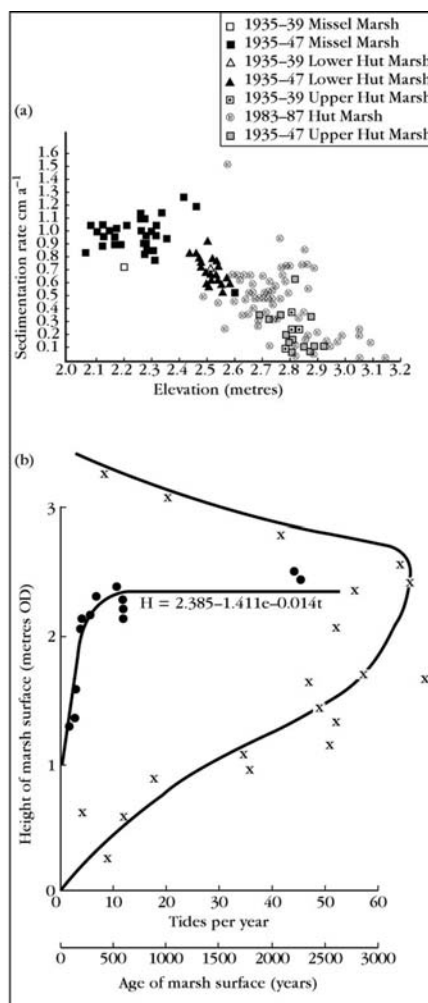 1935–39 Missel Marsh
1935–47 Missel Marsh
1935–39 Lower Hut Marsh
1935–47 Lower Hut Marsh
1935–39 Upper Hut Marsh
1983–87 Hut Marsh
1935–47 Upper Hut Marsh
(a)
Sedimentation rate cm a⁻¹
1.6
1.5
1.4
1.3
1.2
1.1
1.0
0.9
0.8
0.7
0.6
0.5
0.4
0.3
0.2
0.1
2.0 2.1 2.2 2.3 2.4 2.5 2.6 2.7 2.8 2.9 3.0 3.1 3.2
Elevation (metres)
(b)
Height of marsh surface (metres OD)
3
2
1
0
H = 2.385–1.411e–0.014t
0 10 20 30 40 50 60
Tides per year
0 500 1000 1500 2000 2500 3000
Age of marsh surface (years)